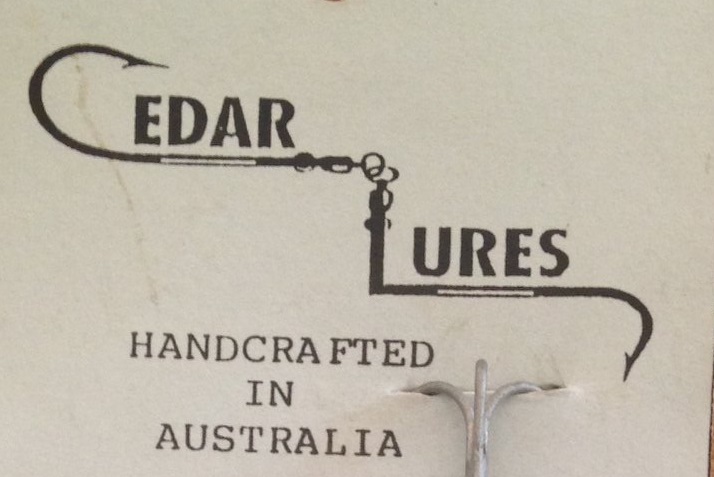 CEDAR
LURES
HANDCRAFTED
IN
AUSTRALIA